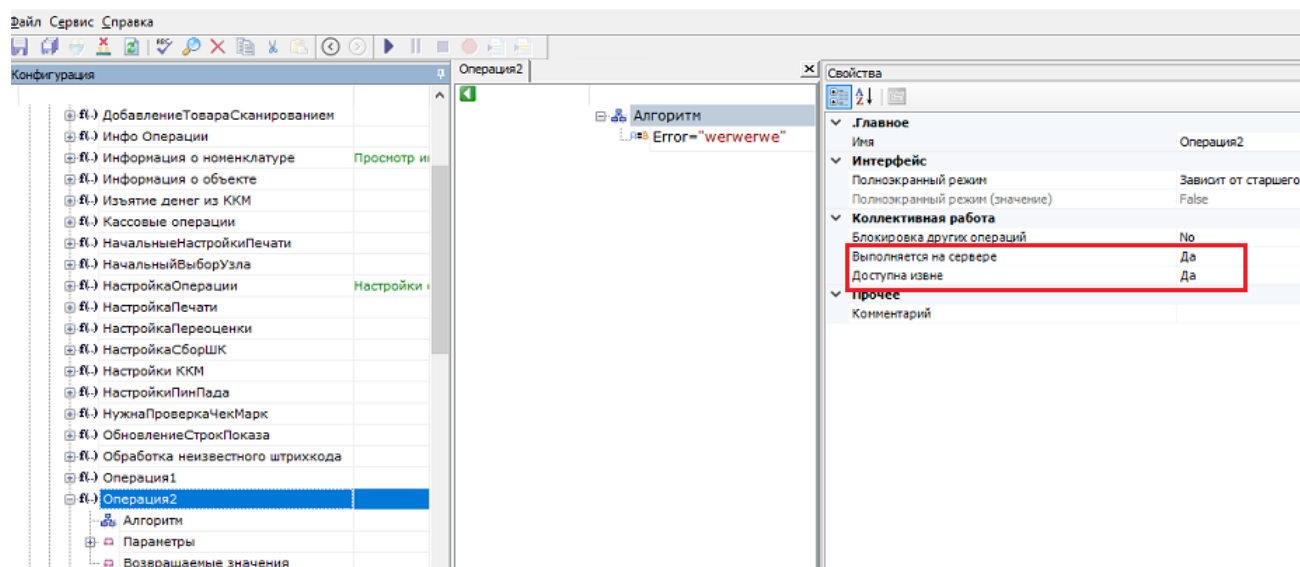 Файл Сервис Справка
Конфигурация
f(..) ДобавлениеТовараСканированием
f(..) Инфо Операции
f(..) Информация о номенклатуре Просмотр и
f(..) Информация о объекте
f(..) Изъятие денег из ККМ
f(..) Кассовые операции
f(..) НачальныеНастройкиПечати
f(..) НачальныйВыборУзла
f(..) НастройкаОперации Настройки
f(..) НастройкаПечати
f(..) НастройкаПереоценки
f(..) НастройкаСборШК
f(..) Настройки ККМ
f(..) НастройкиПинПада
f(..) НужнаПроверкаЧекМарк
f(..) ОбновлениеСтрокПоказа
f(..) Обработка неизвестного штрихкода
f(..) Операция1
f(..) Операция2
Алгоритм
Параметры
Возвращаемые значения
Операция2
Алгоритм
A=B Error="werwerwe"
Свойства
.Главное
Имя Операция2
Интерфейс
Полноэкранный режим Зависит от старшего
Полноэкранный режим (значение) False
Коллективная работа
Блокировка других операций No
Выполняется на сервере Да
Доступна извне Да
Прочее
Комментарий